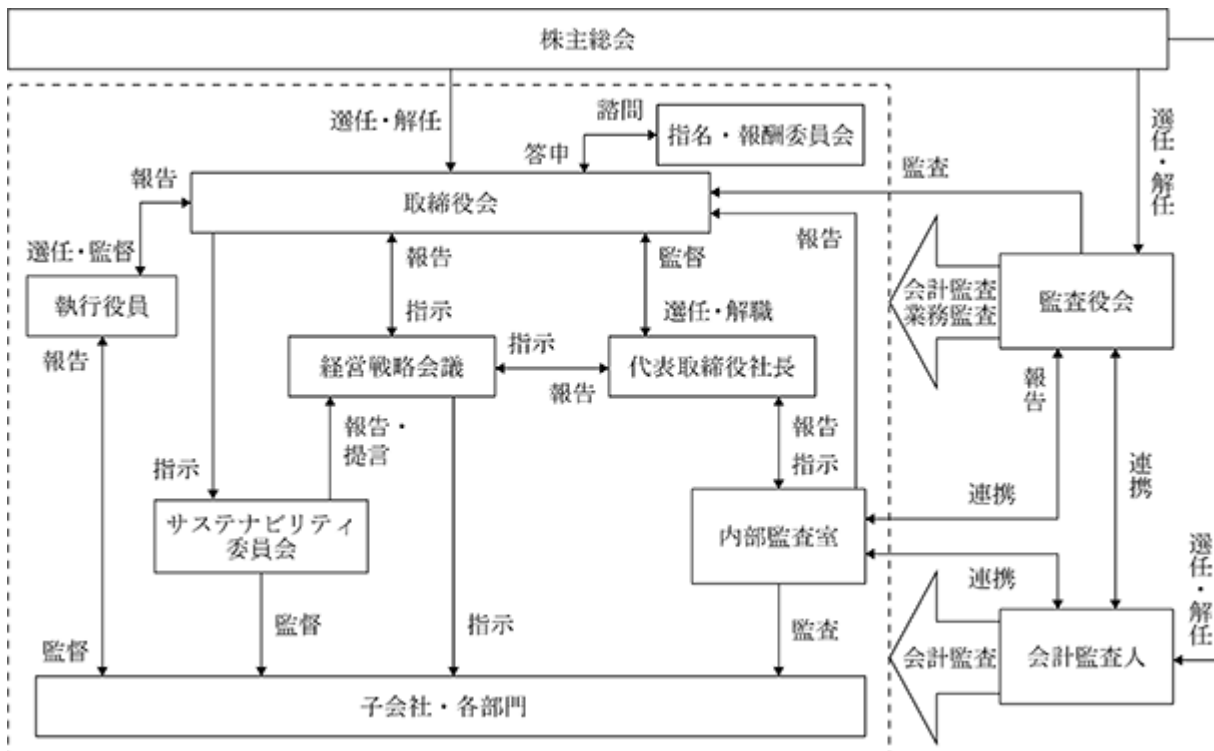 株主総会
選任・解任
諮問
指名・報酬委員会
答申
選任・解任
報告
取締役会
監査
報告
選任・監督
報告
監督
執行役員
指示
選任・解職
会計監査
業務監査
監査役会
報告
経営戦略会議
指示
報告
代表取締役社長
報告
報告・
提言
報告
指示
指示
連携
連携
サステナビリティ
委員会
内部監査室
連携
選任・解任
監督
監督
指示
監査
会計監査
会計監査人
子会社・各部門